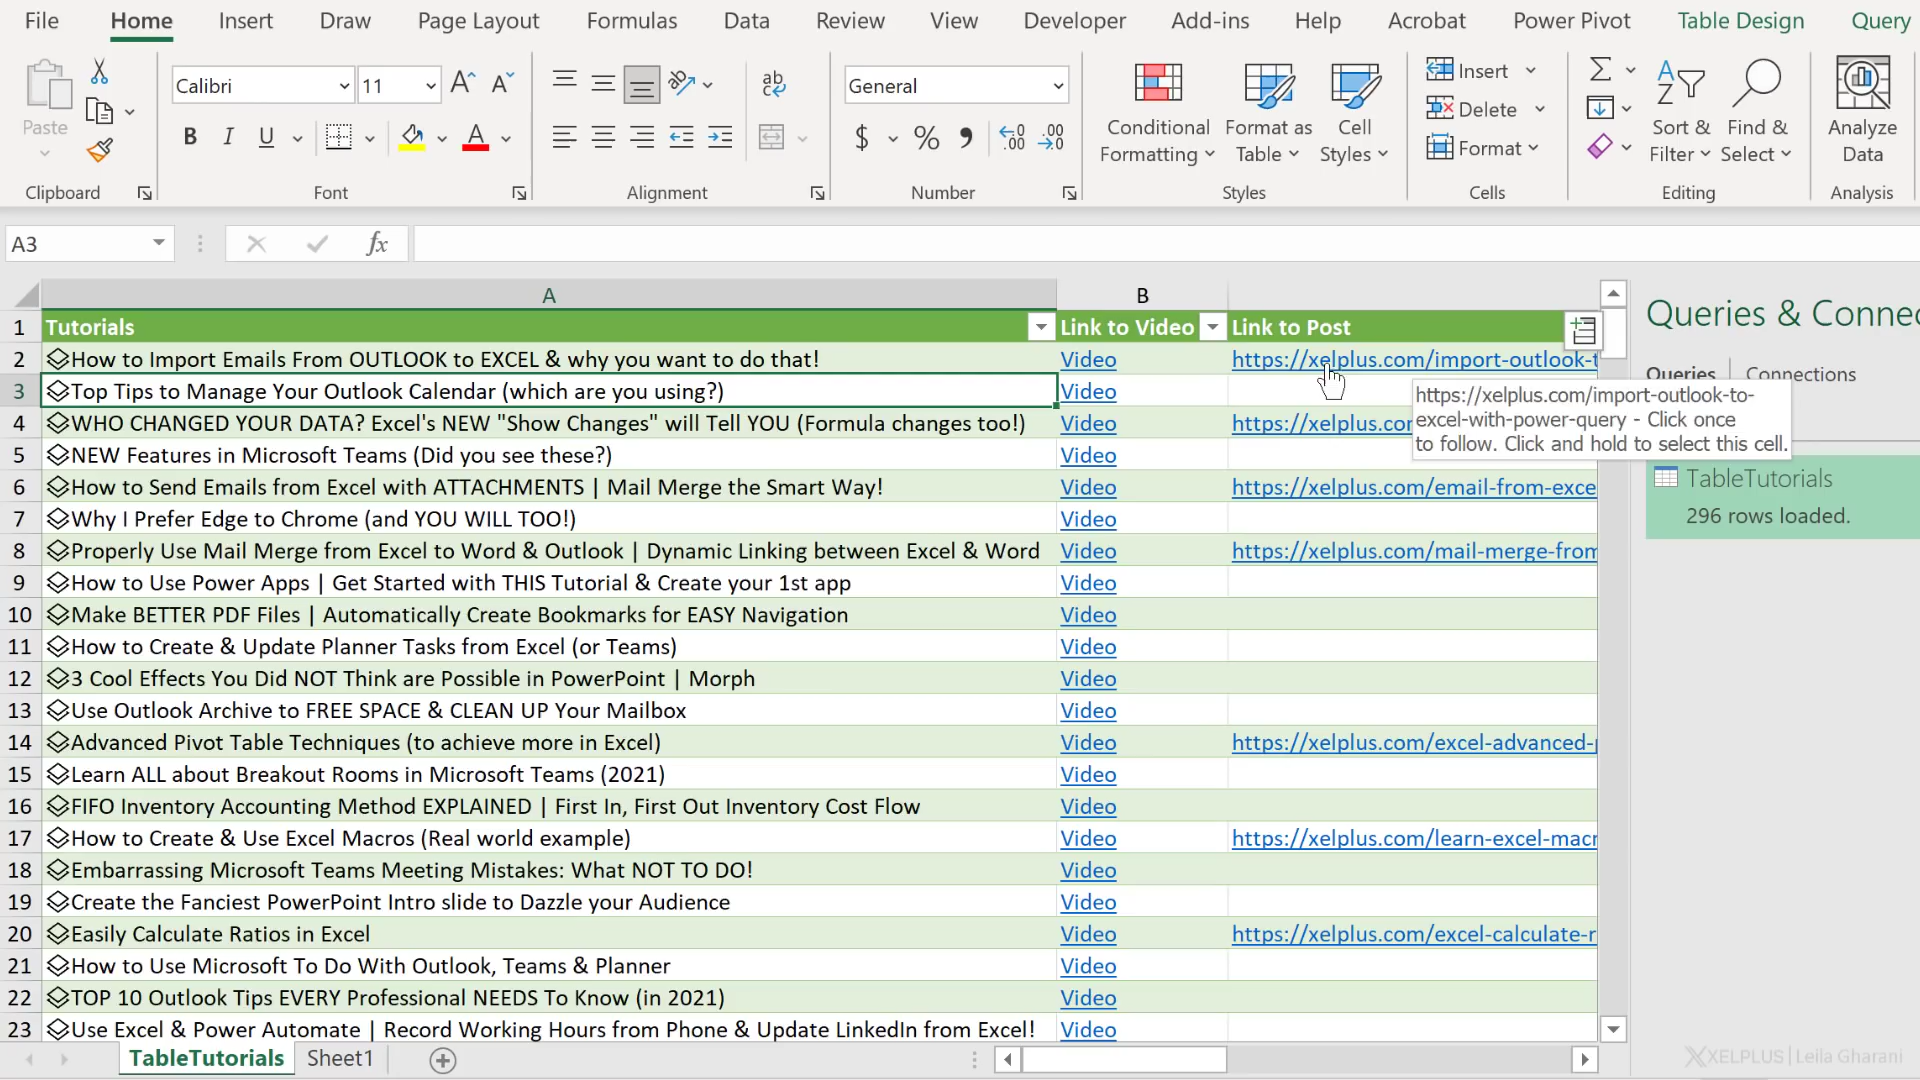 File Home Insert Draw Page Layout Formulas Data Review View Developer Add-ins Help Acrobat Power Pivot Table Design Query
Paste
Clipboard
Calibri 11 A A
B I U A
Font
ab
Alignment
General
$ % , .00
Number
Conditional Formatting
Format as Table
Cell Styles
Styles
Insert
Delete
Format
Cells
Sort & Filter
Find & Select
Editing
Analyze Data
Analysis
A3 fx
A B
1 Tutorials Link to Video Link to Post
2 How to Import Emails From OUTLOOK to EXCEL & why you want to do that! Video https://xelplus.com/import-outlook-t
3 Top Tips to Manage Your Outlook Calendar (which are you using?) Video
4 WHO CHANGED YOUR DATA? Excel's NEW "Show Changes" will Tell YOU (Formula changes too!) Video https://xelplus.co
5 NEW Features in Microsoft Teams (Did you see these?) Video
6 How to Send Emails from Excel with ATTACHMENTS | Mail Merge the Smart Way! Video https://xelplus.com/email-from-exce
7 Why I Prefer Edge to Chrome (and YOU WILL TOO!) Video
8 Properly Use Mail Merge from Excel to Word & Outlook | Dynamic Linking between Excel & Word Video https://xelplus.com/mail-merge-from
9 How to Use Power Apps | Get Started with THIS Tutorial & Create your 1st app Video
10 Make BETTER PDF Files | Automatically Create Bookmarks for EASY Navigation Video
11 How to Create & Update Planner Tasks from Excel (or Teams) Video
12 3 Cool Effects You Did NOT Think are Possible in PowerPoint | Morph Video
13 Use Outlook Archive to FREE SPACE & CLEAN UP Your Mailbox Video
14 Advanced Pivot Table Techniques (to achieve more in Excel) Video https://xelplus.com/excel-advanced-p
15 Learn ALL about Breakout Rooms in Microsoft Teams (2021) Video
16 FIFO Inventory Accounting Method EXPLAINED | First In, First Out Inventory Cost Flow Video
17 How to Create & Use Excel Macros (Real world example) Video https://xelplus.com/learn-excel-macr
18 Embarrassing Microsoft Teams Meeting Mistakes: What NOT TO DO! Video
19 Create the Fanciest PowerPoint Intro slide to Dazzle your Audience Video
20 Easily Calculate Ratios in Excel Video https://xelplus.com/excel-calculate-r
21 How to Use Microsoft To Do With Outlook, Teams & Planner Video
22 TOP 10 Outlook Tips EVERY Professional NEEDS To Know (in 2021) Video
23 Use Excel & Power Automate | Record Working Hours from Phone & Update LinkedIn from Excel! Video
https://xelplus.com/import-outlook-to-
excel-with-power-query - Click once
to follow. Click and hold to select this cell.
Queries & Connec
Queries Connections
TableTutorials
296 rows loaded.
TableTutorials Sheet1
XELPLUS | Leila Gharani